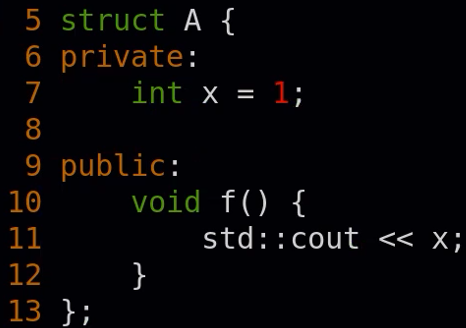 5 struct A {
6 private:
7     int x = 1;
8
9 public:
10     void f() {
11         std::cout << x;
12     }
13 };